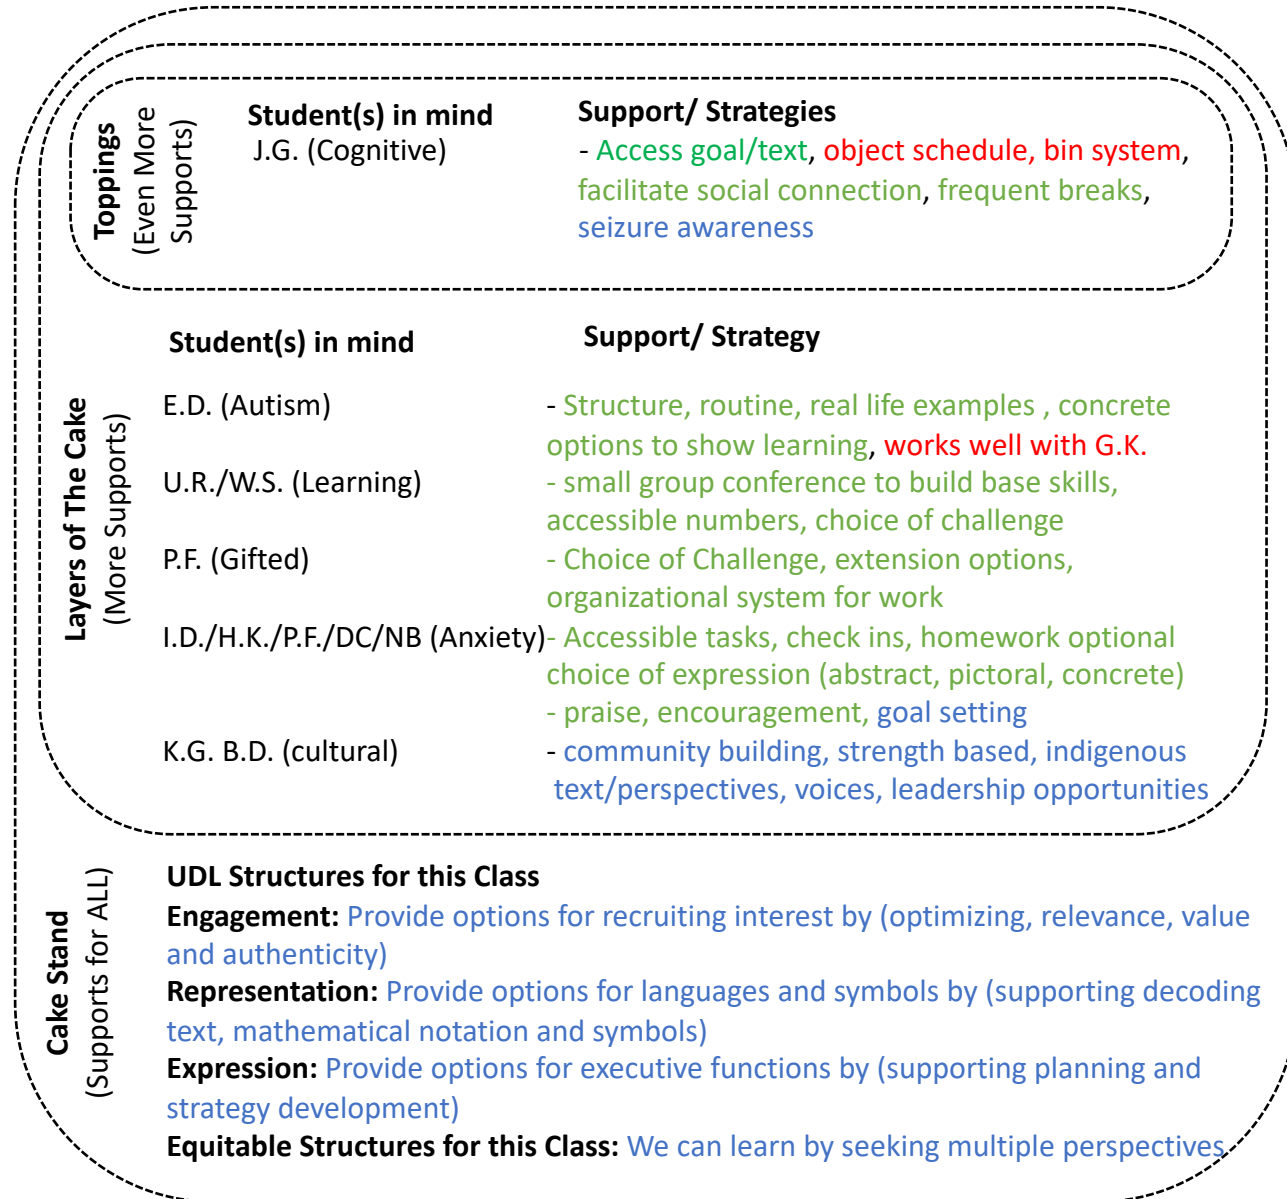 Toppings
(Even More
Supports)
Student(s) in mind
Support/ Strategies
J.G. (Cognitive)
- Access goal/text, object schedule, bin system,
facilitate social connection, frequent breaks,
seizure awareness
Layers of The Cake
(More Supports)
Student(s) in mind
Support/ Strategy
E.D. (Autism)
- Structure, routine, real life examples , concrete
options to show learning, works well with G.K.
U.R./W.S. (Learning)
- small group conference to build base skills,
accessible numbers, choice of challenge
P.F. (Gifted)
- Choice of Challenge, extension options,
organizational system for work
I.D./H.K./P.F./DC/NB (Anxiety)
- Accessible tasks, check ins, homework optional
choice of expression (abstract, pictoral, concrete)
- praise, encouragement, goal setting
K.G. B.D. (cultural)
- community building, strength based, indigenous
text/perspectives, voices, leadership opportunities
Cake Stand
(Supports for ALL)
UDL Structures for this Class
Engagement: Provide options for recruiting interest by (optimizing, relevance, value
and authenticity)
Representation: Provide options for languages and symbols by (supporting decoding
text, mathematical notation and symbols)
Expression: Provide options for executive functions by (supporting planning and
strategy development)
Equitable Structures for this Class: We can learn by seeking multiple perspectives